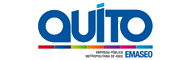 QUITO
EMPRESA PÚBLICA
METROPOLITANA DE ASEO
EMASEO